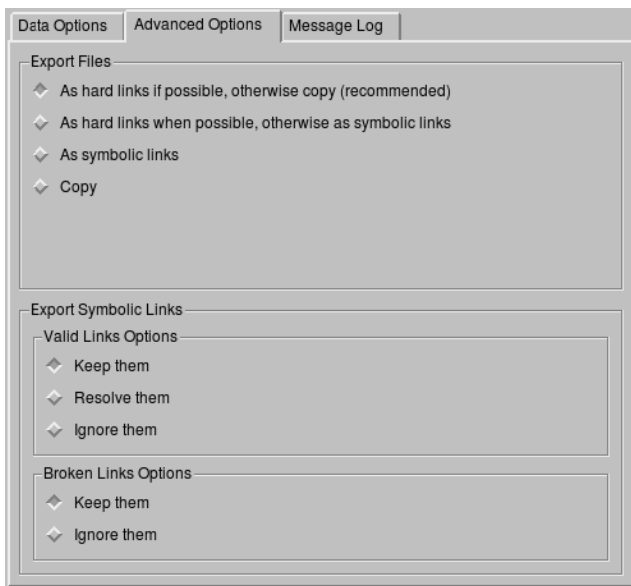 Data Options
Advanced Options
Message Log
Export Files
As hard links if possible, otherwise copy (recommended)
As hard links when possible, otherwise as symbolic links
As symbolic links
Copy
Export Symbolic Links
Valid Links Options
Keep them
Resolve them
Ignore them
Broken Links Options
Keep them
Ignore them